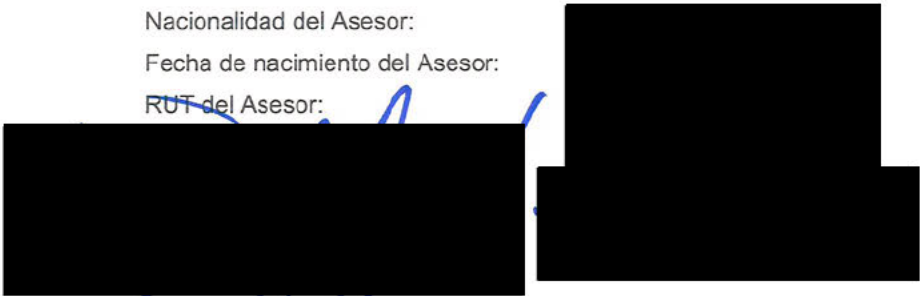 Nacionalidad del Asesor:
Fecha de nacimiento del Asesor:
RUT del Asesor: